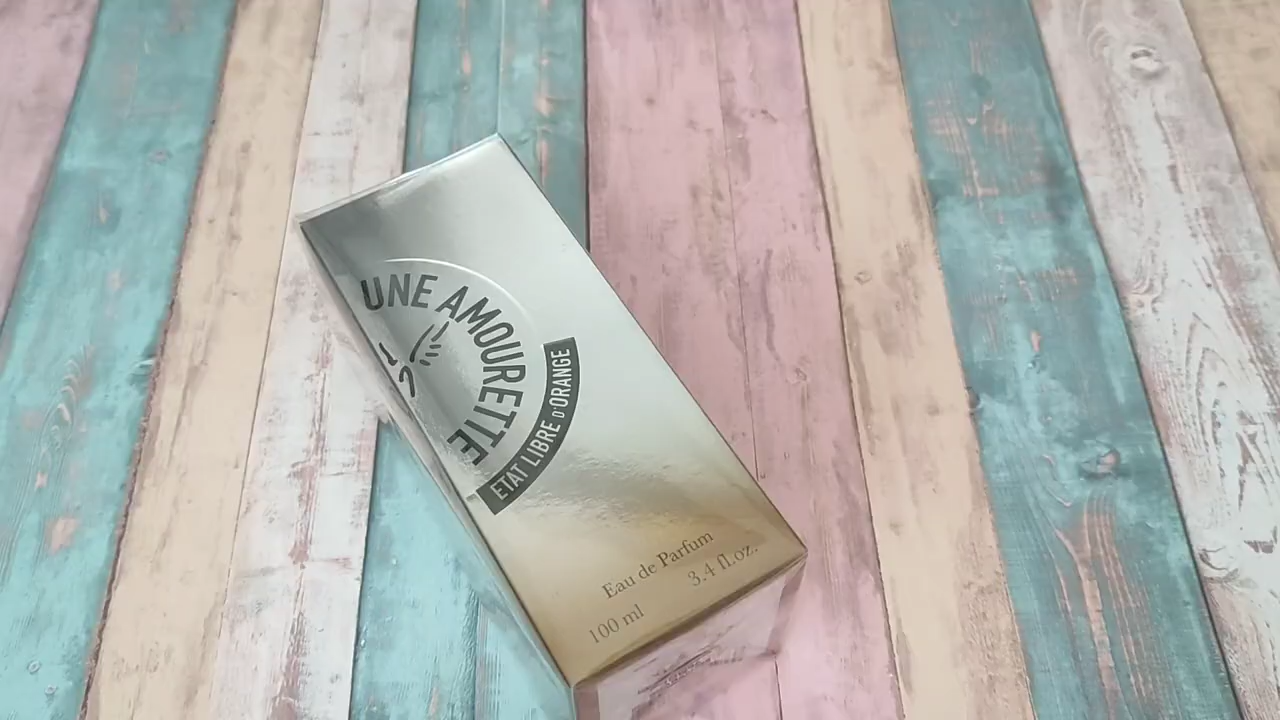 UNE AMOURETTE
ETAT LIBRE D'ORANGE
Eau de Parfum
100 ml 3.4 fl.oz.